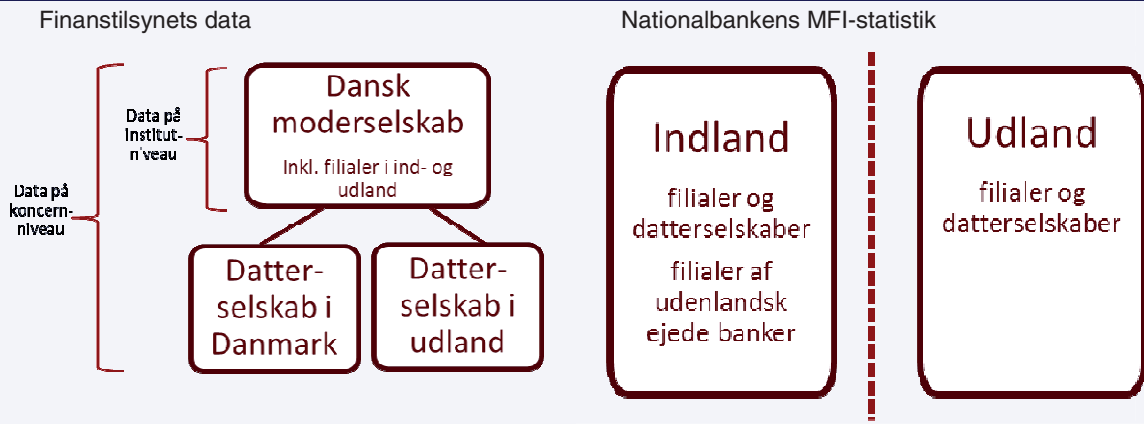 Finanstilsynets data
Data på
koncern-
niveau
Data på
institut-
niveau
Dansk
moderselskab
Inkl. filialer i ind- og
udland
Datter-
selskab i
Danmark
Datter-
selskab i
udland
Nationalbankens MFI-statistik
Indland
filialer og
datterselskaber
filialer af
udenlandsk
ejede banker
Udland
filialer og
datterselskaber